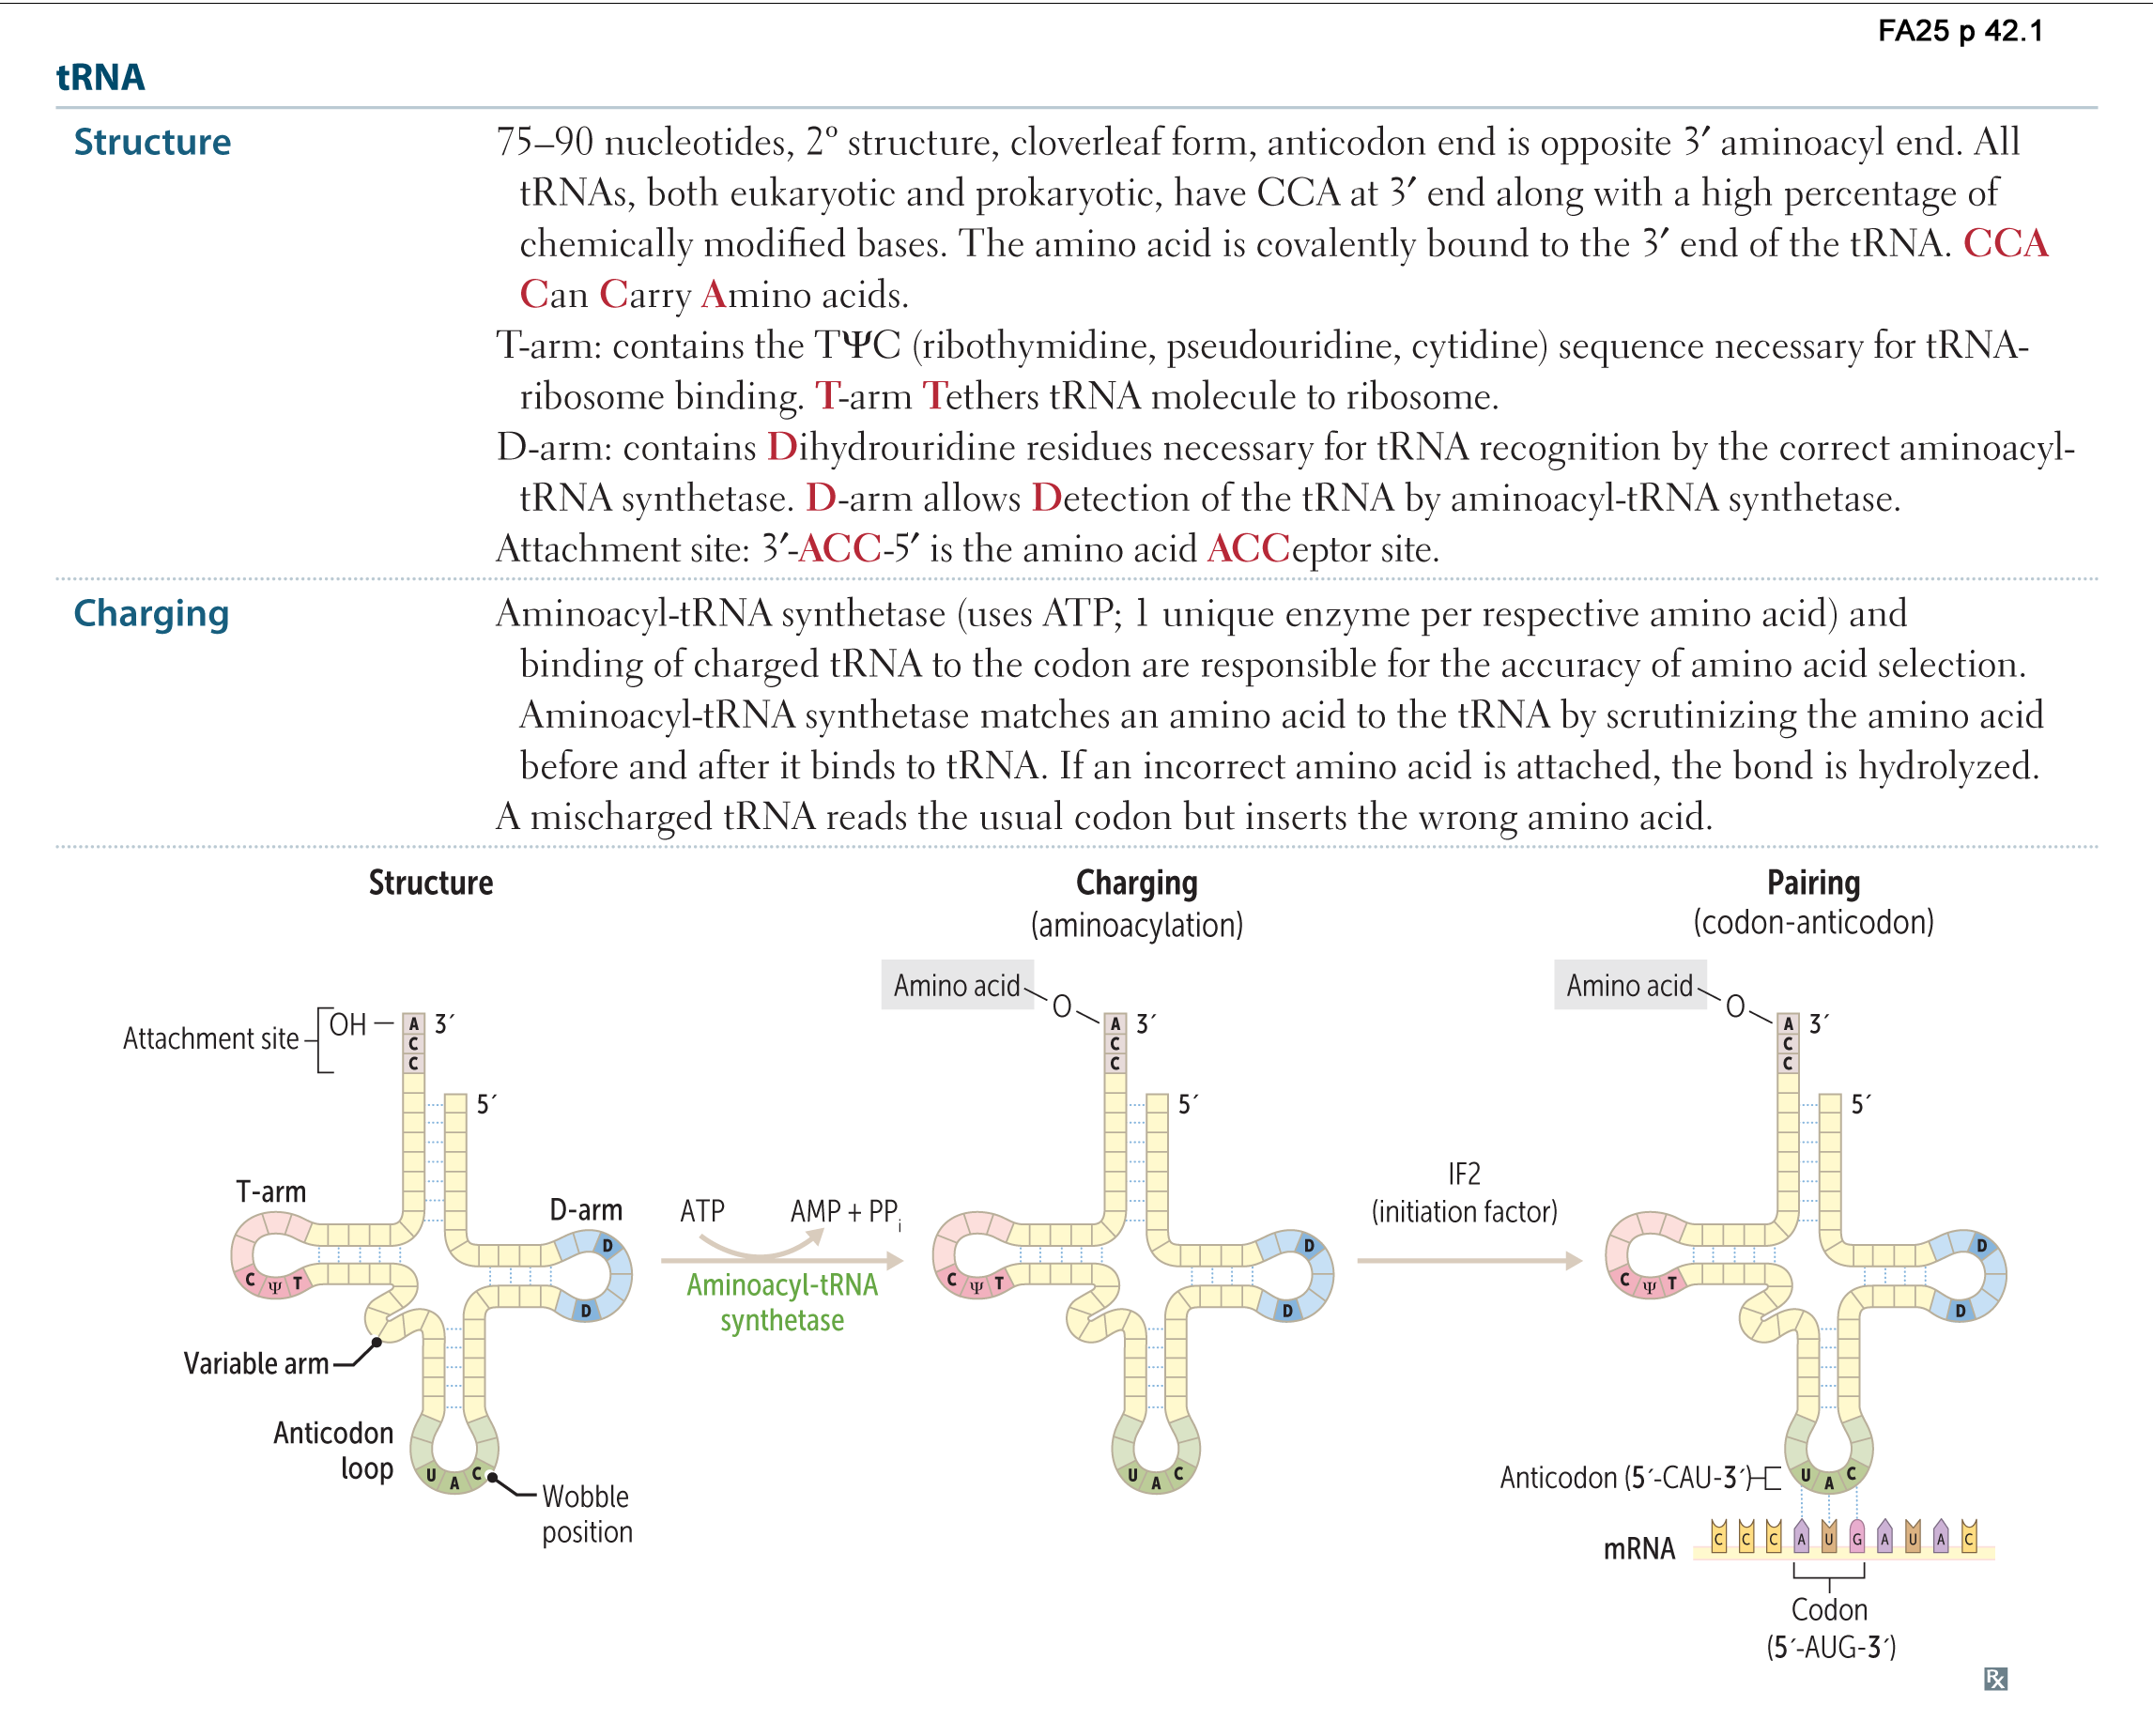 FA25 p 42.1
tRNA
Structure
75–90 nucleotides, 2º structure, cloverleaf form, anticodon end is opposite 3′ aminoacyl end. All
tRNAs, both eukaryotic and prokaryotic, have CCA at 3′ end along with a high percentage of
chemically modified bases. The amino acid is covalently bound to the 3′ end of the tRNA. CCA
Can Carry Amino acids.
T-arm: contains the TΨC (ribothymidine, pseudouridine, cytidine) sequence necessary for tRNA-
ribosome binding. T-arm Tethers tRNA molecule to ribosome.
D-arm: contains Dihydrouridine residues necessary for tRNA recognition by the correct aminoacyl-
tRNA synthetase. D-arm allows Detection of the tRNA by aminoacyl-tRNA synthetase.
Attachment site: 3′-ACC-5′ is the amino acid ACCeptor site.
Charging
Aminoacyl-tRNA synthetase (uses ATP; 1 unique enzyme per respective amino acid) and
binding of charged tRNA to the codon are responsible for the accuracy of amino acid selection.
Aminoacyl-tRNA synthetase matches an amino acid to the tRNA by scrutinizing the amino acid
before and after it binds to tRNA. If an incorrect amino acid is attached, the bond is hydrolyzed.
A mischarged tRNA reads the usual codon but inserts the wrong amino acid.
Structure
Attachment site
OH
A 3′
C
C
5′
T-arm
D-arm
D
D
C Ψ T
Variable arm
Anticodon
loop
U A C
Wobble
position
ATP
AMP + PPi
Aminoacyl-tRNA
synthetase
Charging
(aminoacylation)
Amino acid
O
A 3′
C
C
5′
D
D
C Ψ T
U A C
IF2
(initiation factor)
Pairing
(codon-anticodon)
Amino acid
O
A 3′
C
C
5′
D
D
C Ψ T
Anticodon (5′-CAU-3′)
U A C
mRNA
C C C A U G A U A C
Codon
(5′-AUG-3′)
Rx